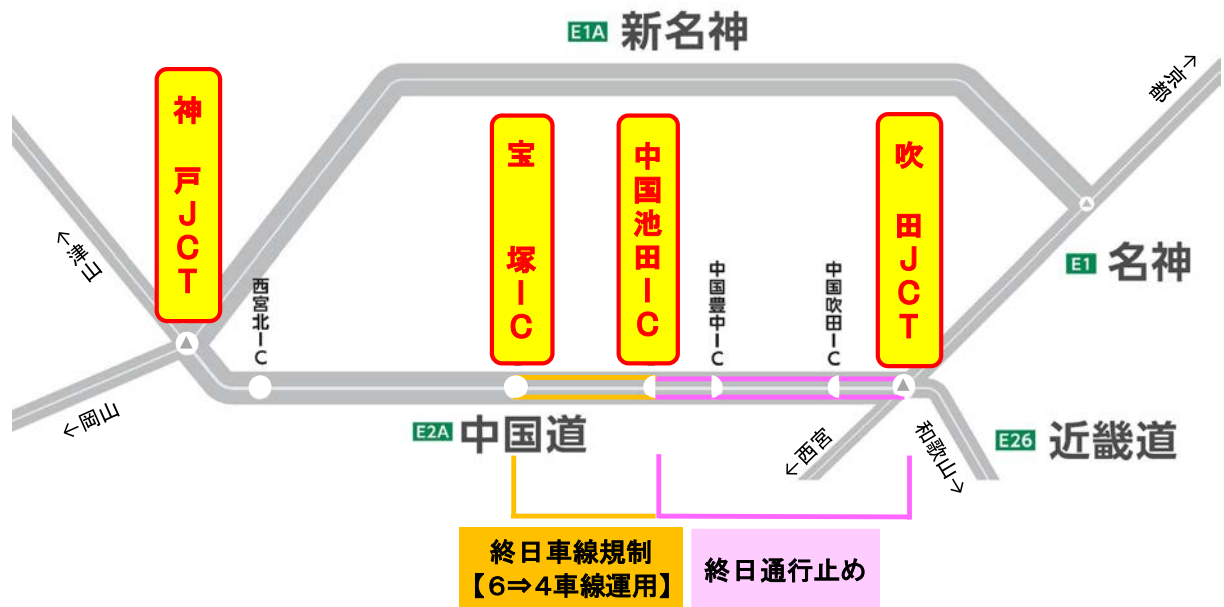 E1A 新名神
←京都
神戸JCT
宝塚IC
中国池田IC
吹田JCT
←津山
西宮北IC
中国豊中IC
中国吹田IC
E1 名神
←岡山
E2A 中国道
←西宮
和歌山→
E26 近畿道
終日車線規制
【6⇒4車線運用】
終日通行止め